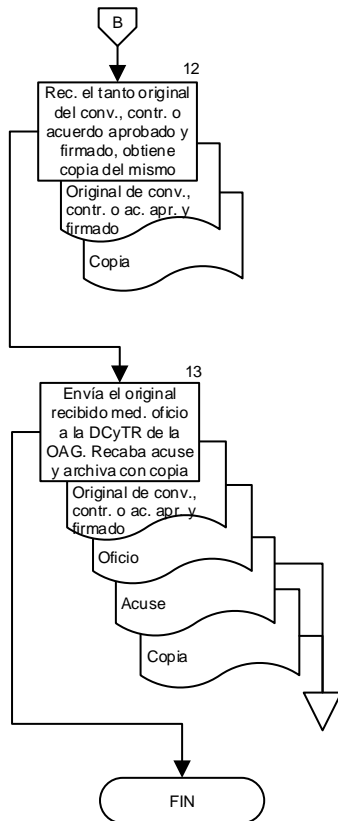 B
12
Rec. el tanto original
del conv., contr. o
acuerdo aprobado y
firmado, obtiene
copia del mismo
Original de conv.,
contr. o ac. apr. y
firmado
Copia
13
Envía el original
recibido med. oficio
a la DCyTR de la
OAG. Recaba acuse
y archiva con copia
Original de conv.,
contr. o ac. apr. y
firmado
Oficio
Acuse
Copia
FIN